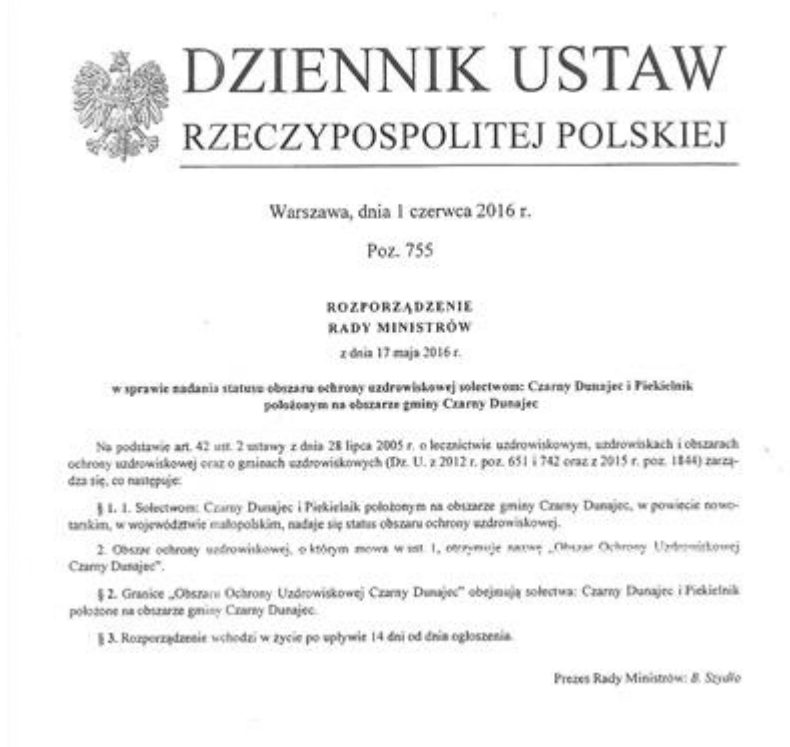 DZIENNIK USTAW
RZECZYPOSPOLITEJ POLSKIEJ
Warszawa, dnia 1 czerwca 2016 r.
Poz. 755
ROZPORZĄDZENIE
RADY MINISTRÓW
z dnia 17 maja 2016 r.
w sprawie nadania statusu obszaru ochrony uzdrowiskowej sołectwom: Czarny Dunajec i Piekielnik
położonym na obszarze gminy Czarny Dunajec
Na podstawie art. 42 ust. 2 ustawy z dnia 28 lipca 2005 r. o lecznictwie uzdrowiskowym, uzdrowiskach i obszarach
ochrony uzdrowiskowej oraz o gminach uzdrowiskowych (Dz. U. z 2012 r. poz. 651 i 742 oraz z 2015 r. poz. 1844) zarzą-
dza się, co następuje:
§ 1. 1. Sołectwom: Czarny Dunajec i Piekielnik położonym na obszarze gminy Czarny Dunajec, w powiecie nowo-
tarskim, w województwie małopolskim, nadaje się status obszaru ochrony uzdrowiskowej.
2. Obszar ochrony uzdrowiskowej, o którym mowa w ust. 1, otrzymuje nazwę „Obszar Ochrony Uzdrowiskowej
Czarny Dunajec”.
§ 2. Granice „Obszaru Ochrony Uzdrowiskowej Czarny Dunajec” obejmują sołectwa: Czarny Dunajec i Piekielnik
położone na obszarze gminy Czarny Dunajec.
§ 3. Rozporządzenie wchodzi w życie po upływie 14 dni od dnia ogłoszenia.
Prezes Rady Ministrów: B. Szydło